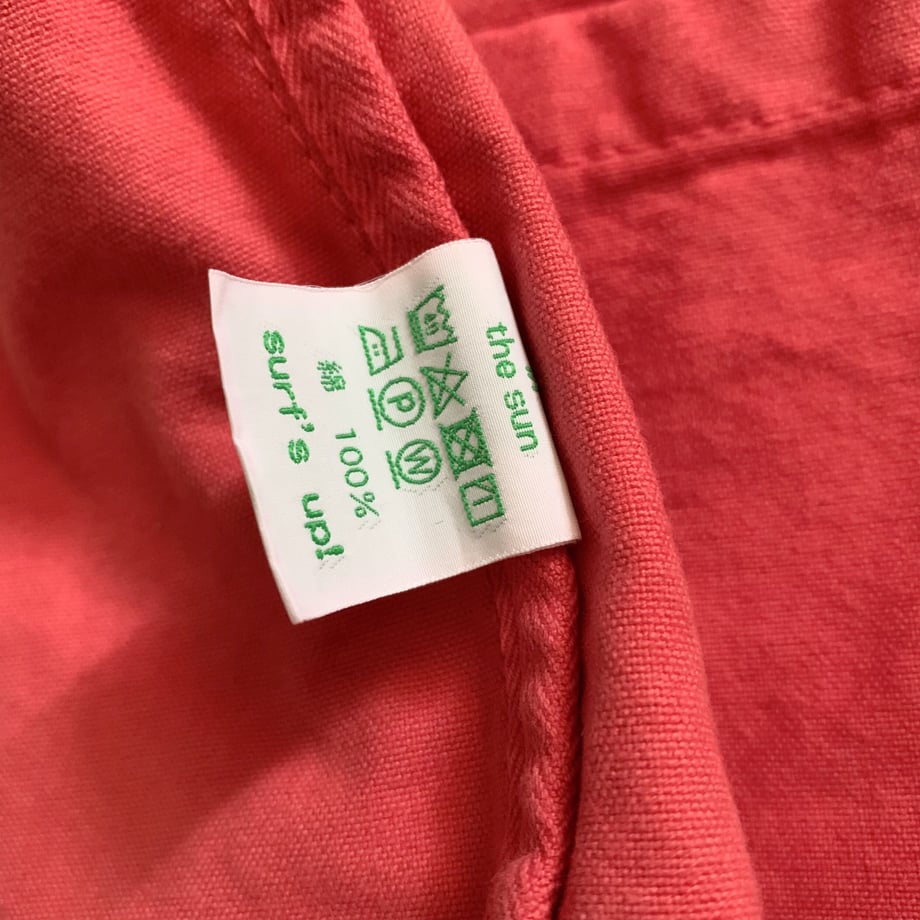 the sun
P W
綿 100%
surf's up!